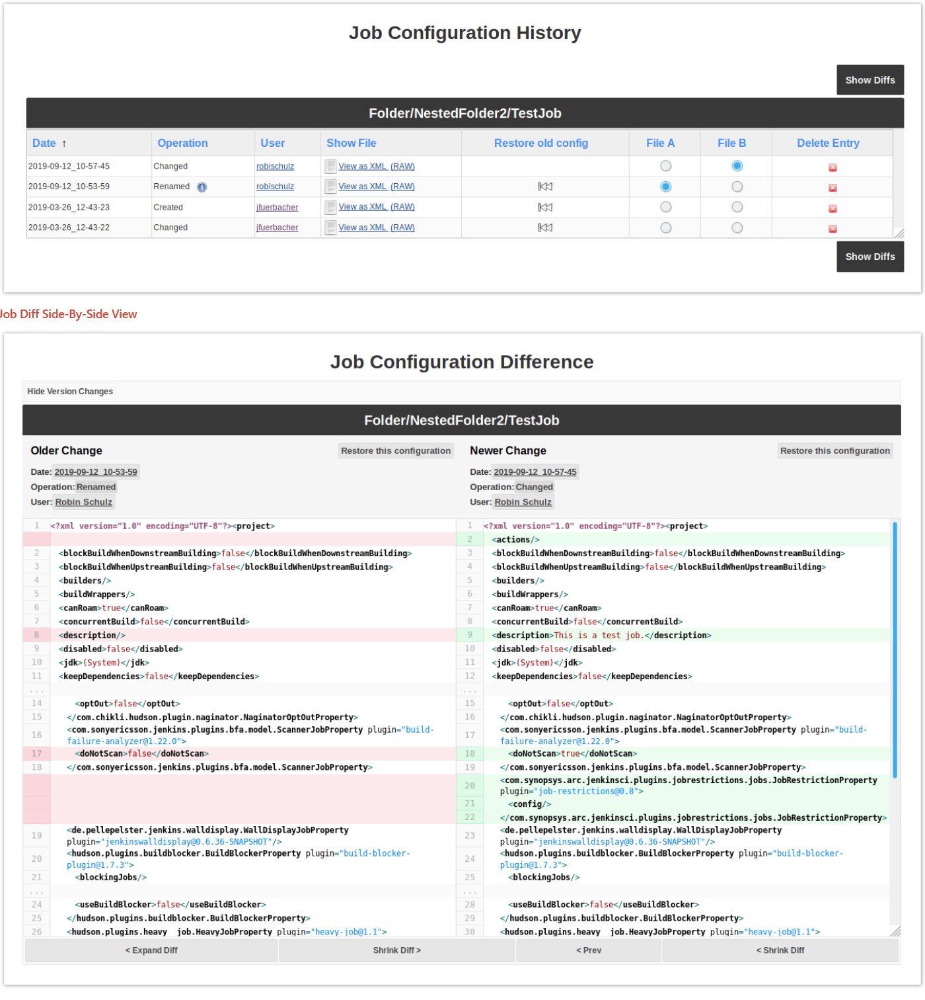 Job Configuration History
Show Diffs
Folder/NestedFolder2/TestJob
Date ↑ Operation User Show File Restore old config File A File B Delete Entry
2019-09-12_10-57-45 Changed robischulz View as XML (RAW)
2019-09-12_10-53-59 Renamed robischulz View as XML (RAW)
2019-03-26_12-43-23 Created jfuerbacher View as XML (RAW)
2019-03-26_12-43-22 Changed jfuerbacher View as XML (RAW)
Show Diffs
Job Diff Side-By-Side View
Job Configuration Difference
Hide Version Changes
Folder/NestedFolder2/TestJob
Older Change Restore this configuration
Date: 2019-09-12_10-53-59
Operation: Renamed
User: Robin Schulz
Newer Change Restore this configuration
Date: 2019-09-12_10-57-45
Operation: Changed
User: Robin Schulz
1 <?xml version="1.0" encoding="UTF-8"?><project>
2 <blockBuildWhenDownstreamBuilding>false</blockBuildWhenDownstreamBuilding>
3 <blockBuildWhenUpstreamBuilding>false</blockBuildWhenUpstreamBuilding>
4 <builders/>
5 <buildWrappers/>
6 <canRoam>true</canRoam>
7 <concurrentBuild>false</concurrentBuild>
8 <description/>
9 <disabled>false</disabled>
10 <jdk>(System)</jdk>
11 <keepDependencies>false</keepDependencies>
...
14 <optOut>false</optOut>
15 </com.chikli.hudson.plugin.naginator.NaginatorOptOutProperty>
16 <com.sonyericsson.jenkins.plugins.bfa.model.ScannerJobProperty plugin="build-
failure-analyzer@1.22.0">
17 <doNotScan>false</doNotScan>
18 </com.sonyericsson.jenkins.plugins.bfa.model.ScannerJobProperty>
19 <de.pellepelster.jenkins.walldisplay.WallDisplayJobProperty
plugin="jenkinswalldisplay@0.6.36-SNAPSHOT"/>
20 <hudson.plugins.buildblocker.BuildBlockerProperty plugin="build-blocker-
plugin@1.7.3">
21 <blockingJobs/>
...
24 <useBuildBlocker>false</useBuildBlocker>
25 </hudson.plugins.buildblocker.BuildBlockerProperty>
26 <hudson.plugins.heavy__job.HeavyJobProperty plugin="heavy-job@1.1">
1 <?xml version="1.0" encoding="UTF-8"?><project>
2 <actions/>
3 <blockBuildWhenDownstreamBuilding>false</blockBuildWhenDownstreamBuilding>
4 <blockBuildWhenUpstreamBuilding>false</blockBuildWhenUpstreamBuilding>
5 <builders/>
6 <buildWrappers/>
7 <canRoam>true</canRoam>
8 <concurrentBuild>false</concurrentBuild>
9 <description>This is a test job.</description>
10 <disabled>false</disabled>
11 <jdk>(System)</jdk>
12 <keepDependencies>false</keepDependencies>
...
15 <optOut>false</optOut>
16 </com.chikli.hudson.plugin.naginator.NaginatorOptOutProperty>
17 <com.sonyericsson.jenkins.plugins.bfa.model.ScannerJobProperty plugin="build-
failure-analyzer@1.22.0">
18 <doNotScan>true</doNotScan>
19 </com.sonyericsson.jenkins.plugins.bfa.model.ScannerJobProperty>
20 <com.synopsys.arc.jenkinsci.plugins.jobrestrictions.jobs.JobRestrictionProperty
plugin="job-restrictions@0.8">
21 <config/>
22 </com.synopsys.arc.jenkinsci.plugins.jobrestrictions.jobs.JobRestrictionProperty>
23 <de.pellepelster.jenkins.walldisplay.WallDisplayJobProperty
plugin="jenkinswalldisplay@0.6.36-SNAPSHOT"/>
24 <hudson.plugins.buildblocker.BuildBlockerProperty plugin="build-blocker-
plugin@1.7.3">
25 <blockingJobs/>
...
28 <useBuildBlocker>false</useBuildBlocker>
29 </hudson.plugins.buildblocker.BuildBlockerProperty>
30 <hudson.plugins.heavy__job.HeavyJobProperty plugin="heavy-job@1.1">
< Expand Diff Shrink Diff > < Prev < Shrink Diff